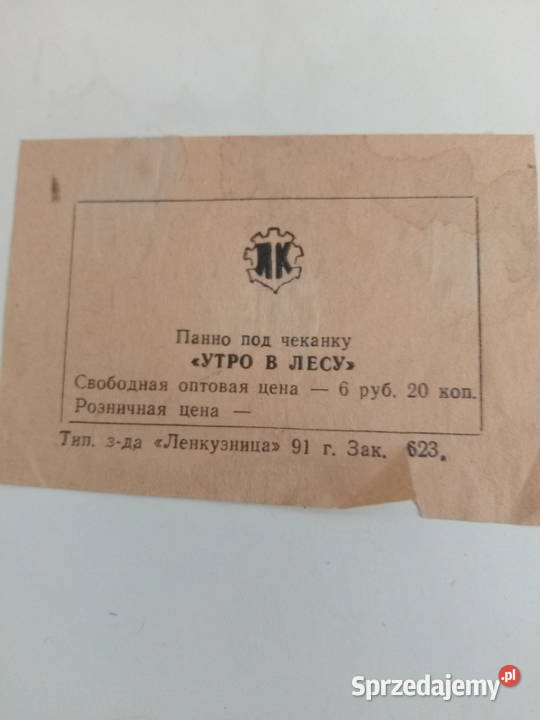 ЛК
Панно под чеканку
«УТРО В ЛЕСУ»
Свободная оптовая цена — 6 руб. 20 коп.
Розничная цена —
Тип. з-да «Ленкузница» 91 г. Зак. 623.
Sprzedajemy.pl